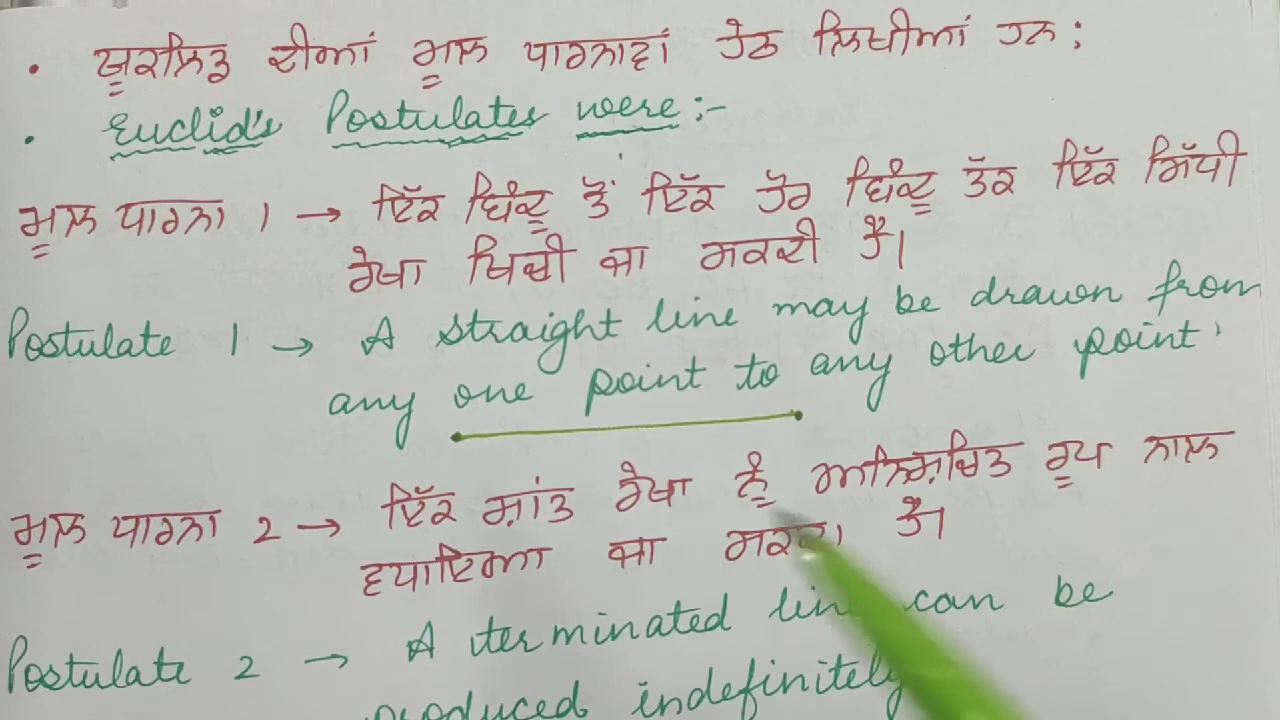 • ਯੂਕਲਿਡ ਦੀਆਂ ਮੂਲ ਧਾਰਨਾਵਾਂ ਹੇਠ ਲਿਖੀਆਂ ਹਨ :
• Euclid's Postulates were :-
ਮੂਲ ਧਾਰਨਾ 1 → ਇੱਕ ਬਿੰਦੂ ਤੋਂ ਇੱਕ ਹੋਰ ਬਿੰਦੂ ਤੱਕ ਇੱਕ ਸਿੱਧੀ
ਰੇਖਾ ਖਿਚੀ ਜਾ ਸਕਦੀ ਹੈ।
Postulate 1 → A straight line may be drawn from
any one point to any other point
ਮੂਲ ਧਾਰਨਾ 2 → ਇੱਕ ਸ਼ਾਂਤ ਰੇਖਾ ਨੂੰ ਅਨਿਸ਼ਚਿਤ ਰੂਪ ਨਾਲ
ਵਧਾਇਆ ਜਾ ਹੈ।
Postulate 2 → A terminated line can be
produced indefinitely